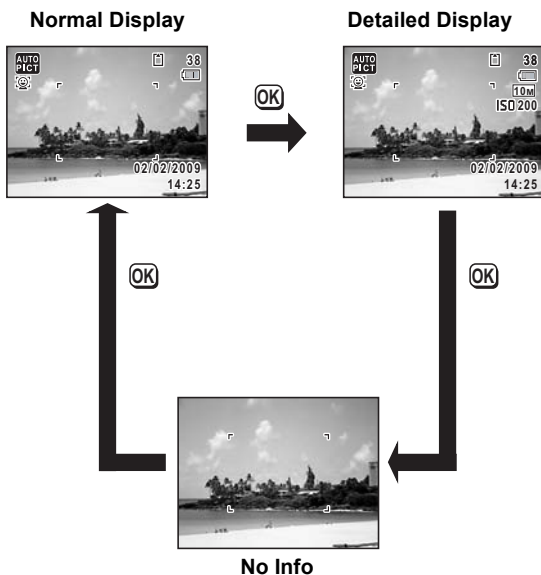 Normal Display
Detailed Display
AUTO
PICT
38
02/02/2009
14:25
OK
AUTO
PICT
38
10M
ISO 200
02/02/2009
14:25
OK
OK
No Info